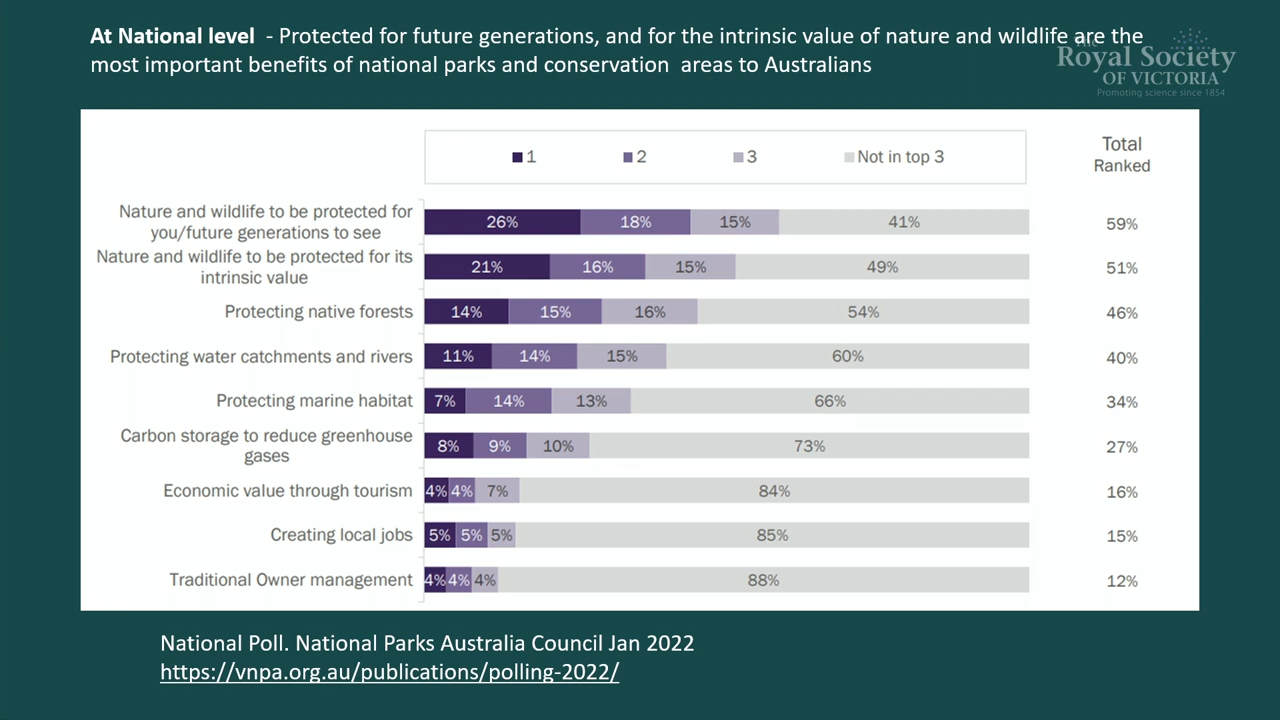 At National level - Protected for future generations, and for the intrinsic value of nature and wildlife are the
most important benefits of national parks and conservation areas to Australians
The
Royal Society
OF VICTORIA
Promoting science since 1854
1 2 3 Not in top 3
Total
Ranked
Nature and wildlife to be protected for
you/future generations to see
26% 18% 15% 41% 59%
Nature and wildlife to be protected for its
intrinsic value
21% 16% 15% 49% 51%
Protecting native forests 14% 15% 16% 54% 46%
Protecting water catchments and rivers 11% 14% 15% 60% 40%
Protecting marine habitat 7% 14% 13% 66% 34%
Carbon storage to reduce greenhouse
gases
8% 9% 10% 73% 27%
Economic value through tourism 4% 4% 7% 84% 16%
Creating local jobs 5% 5% 5% 85% 15%
Traditional Owner management 4% 4% 4% 88% 12%
National Poll. National Parks Australia Council Jan 2022
https://vnpa.org.au/publications/polling-2022/